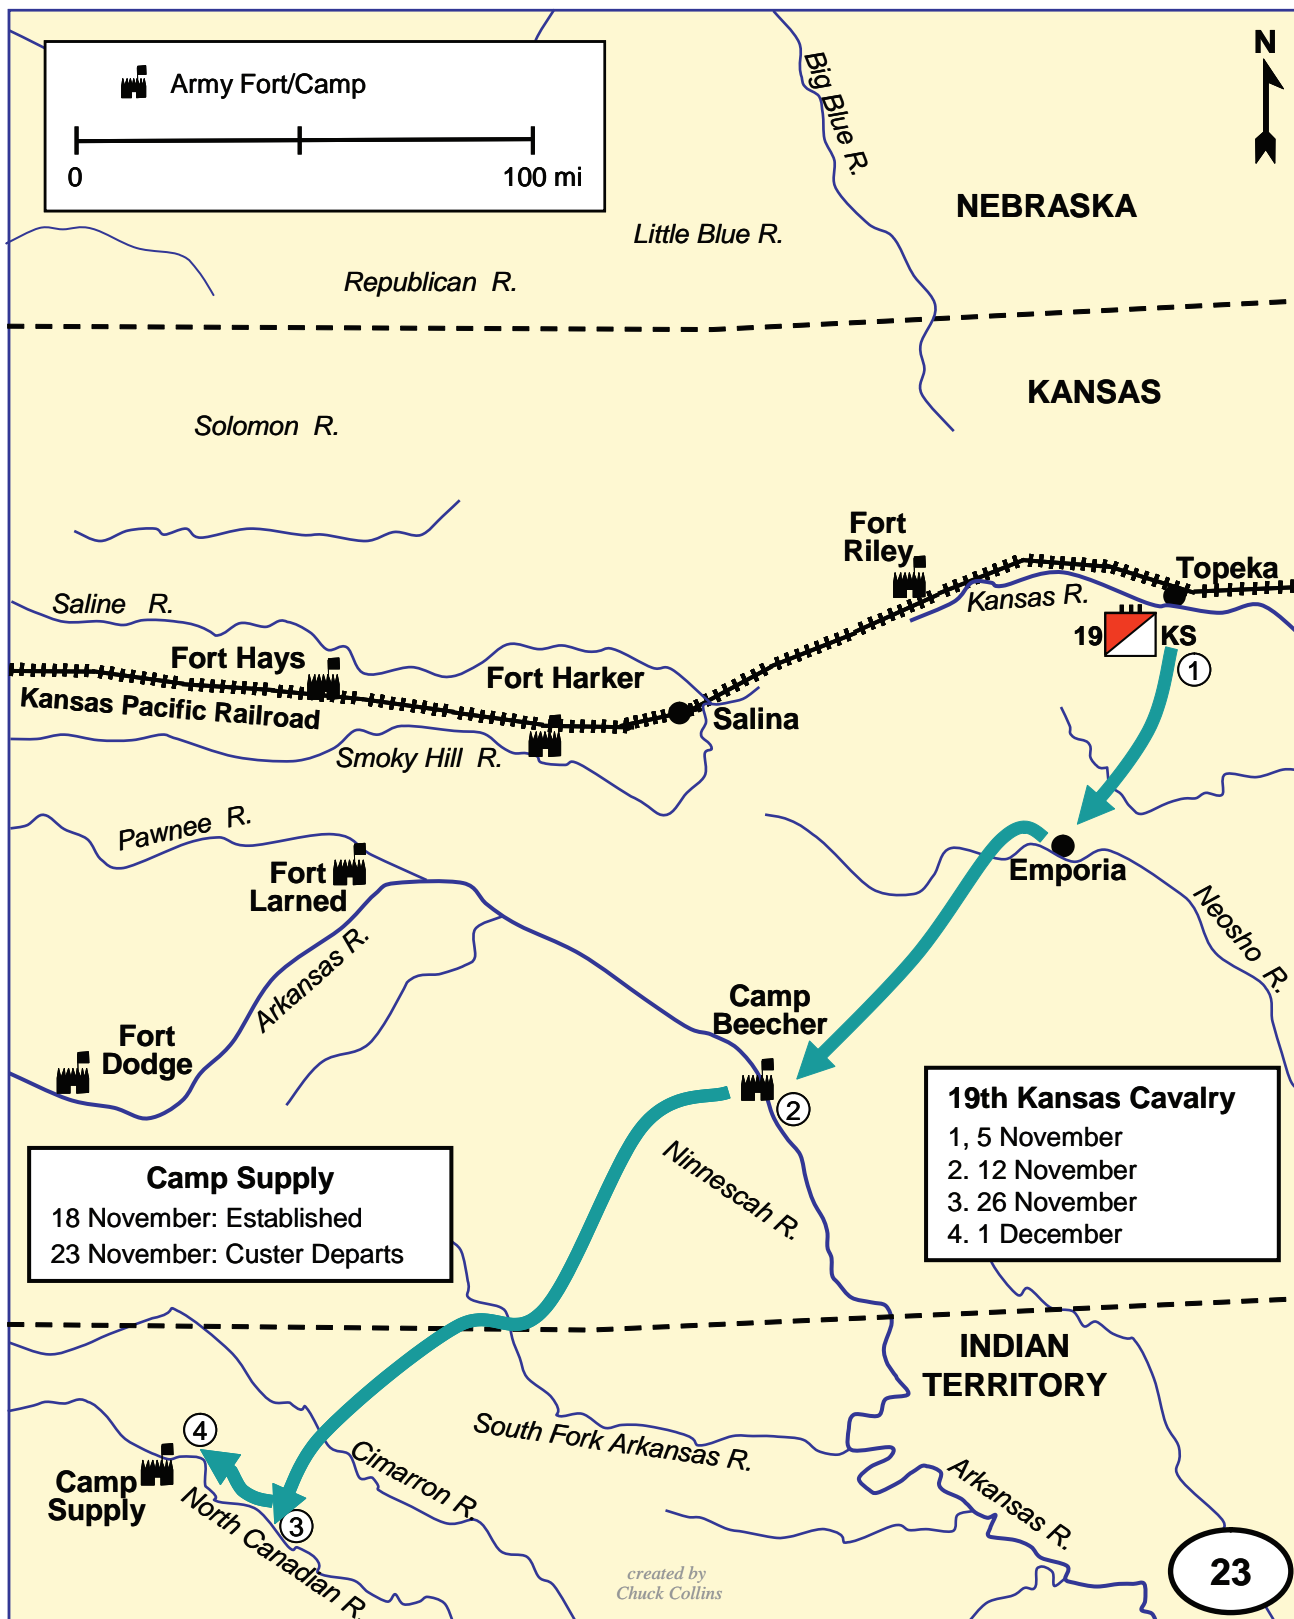 Army Fort/Camp
0
100 mi
N
Big Blue R.
NEBRASKA
Little Blue R.
Republican R.
KANSAS
Solomon R.
Fort
Riley
Topeka
Kansas R.
Saline R.
19
KS
1
Fort Hays
Fort Harker
Kansas Pacific Railroad
Salina
Smoky Hill R.
Pawnee R.
Fort
Larned
Emporia
Neosho R.
Arkansas R.
Camp
Beecher
Fort
Dodge
2
19th Kansas Cavalry
1, 5 November
2. 12 November
3. 26 November
4. 1 December
Ninnescah R.
Camp Supply
18 November: Established
23 November: Custer Departs
INDIAN
TERRITORY
4
South Fork Arkansas R.
Cimarron R.
Arkansas R.
Camp
Supply
3
North Canadian R.
created by
Chuck Collins
23